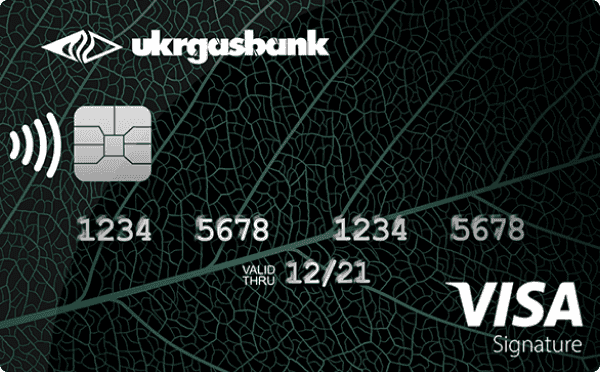 ukrgasbank
1234 5678 1234 5678
VALID
THRU 12/21
VISA
Signature